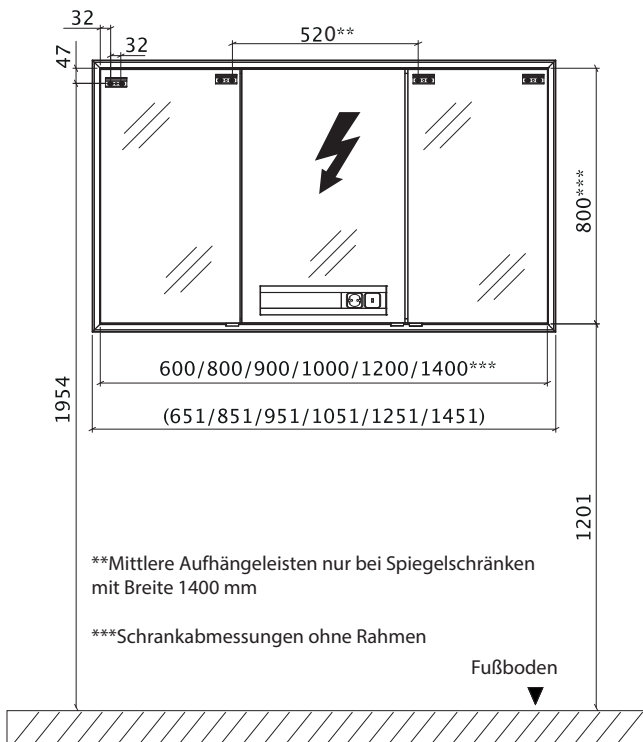 32
32
520**
47
800***
600/800/900/1000/1200/1400***
(651/851/951/1051/1251/1451)
1954
1201
**Mittlere Aufhängeleisten nur bei Spiegelschränken
mit Breite 1400 mm
***Schrankabmessungen ohne Rahmen
Fußboden